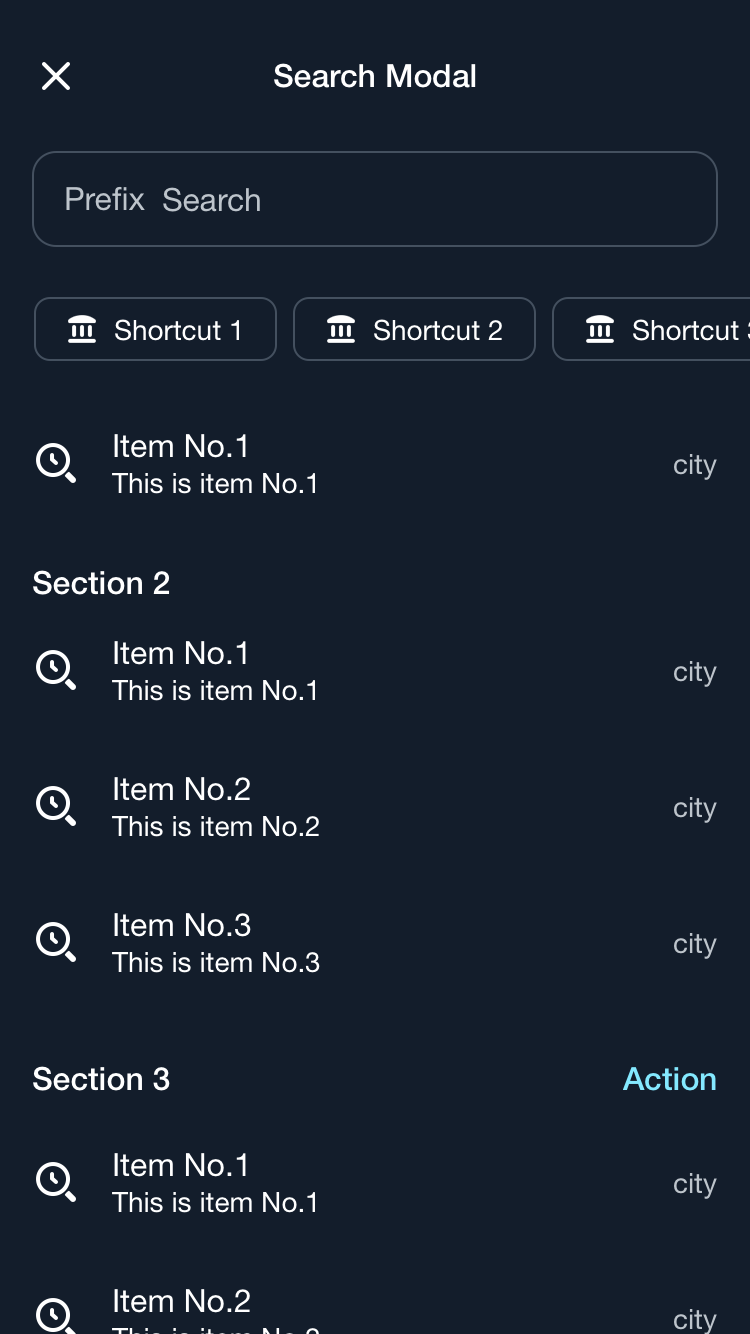 Search Modal
Prefix Search
Shortcut 1 Shortcut 2 Shortcut
Item No.1
This is item No.1
city
Section 2
Item No.1
This is item No.1
city
Item No.2
This is item No.2
city
Item No.3
This is item No.3
city
Section 3 Action
Item No.1
This is item No.1
city
Item No.2
city